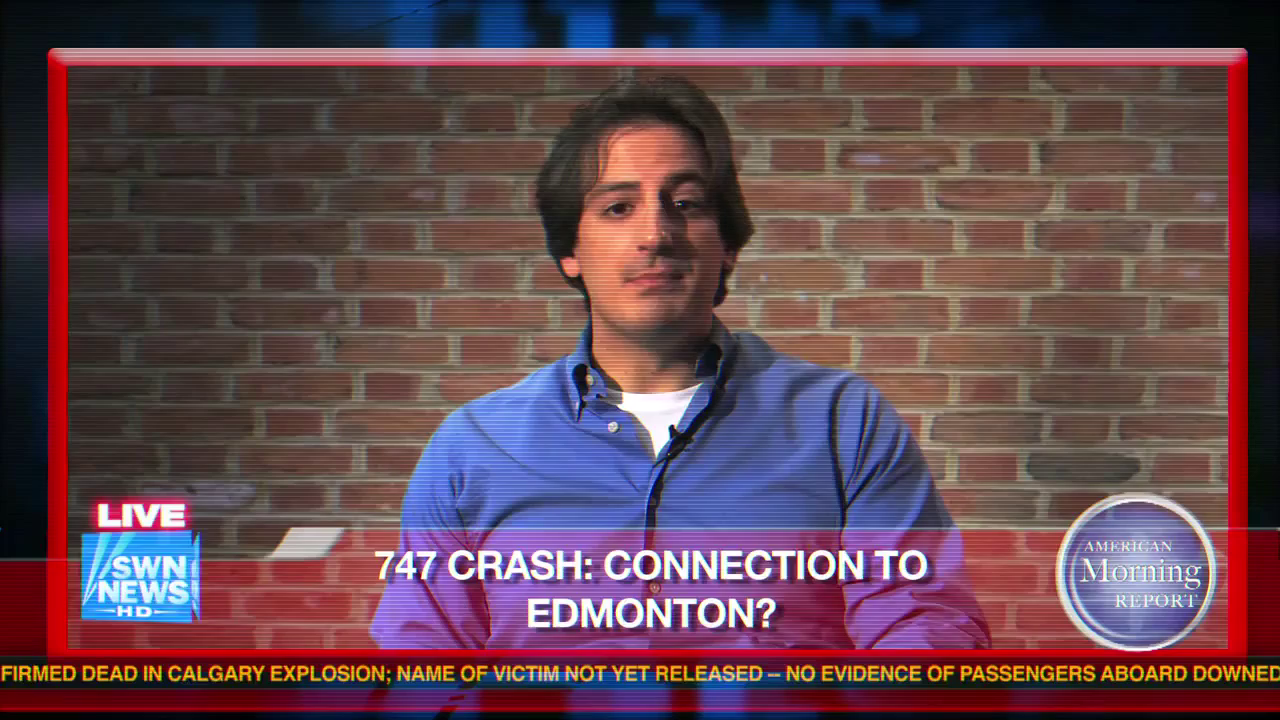 LIVE
SWN
NEWS
HD
747 CRASH: CONNECTION TO
EDMONTON?
AMERICAN
Morning
REPORT
FIRMED DEAD IN CALGARY EXPLOSION; NAME OF VICTIM NOT YET RELEASED -- NO EVIDENCE OF PASSENGERS ABOARD DOWNED